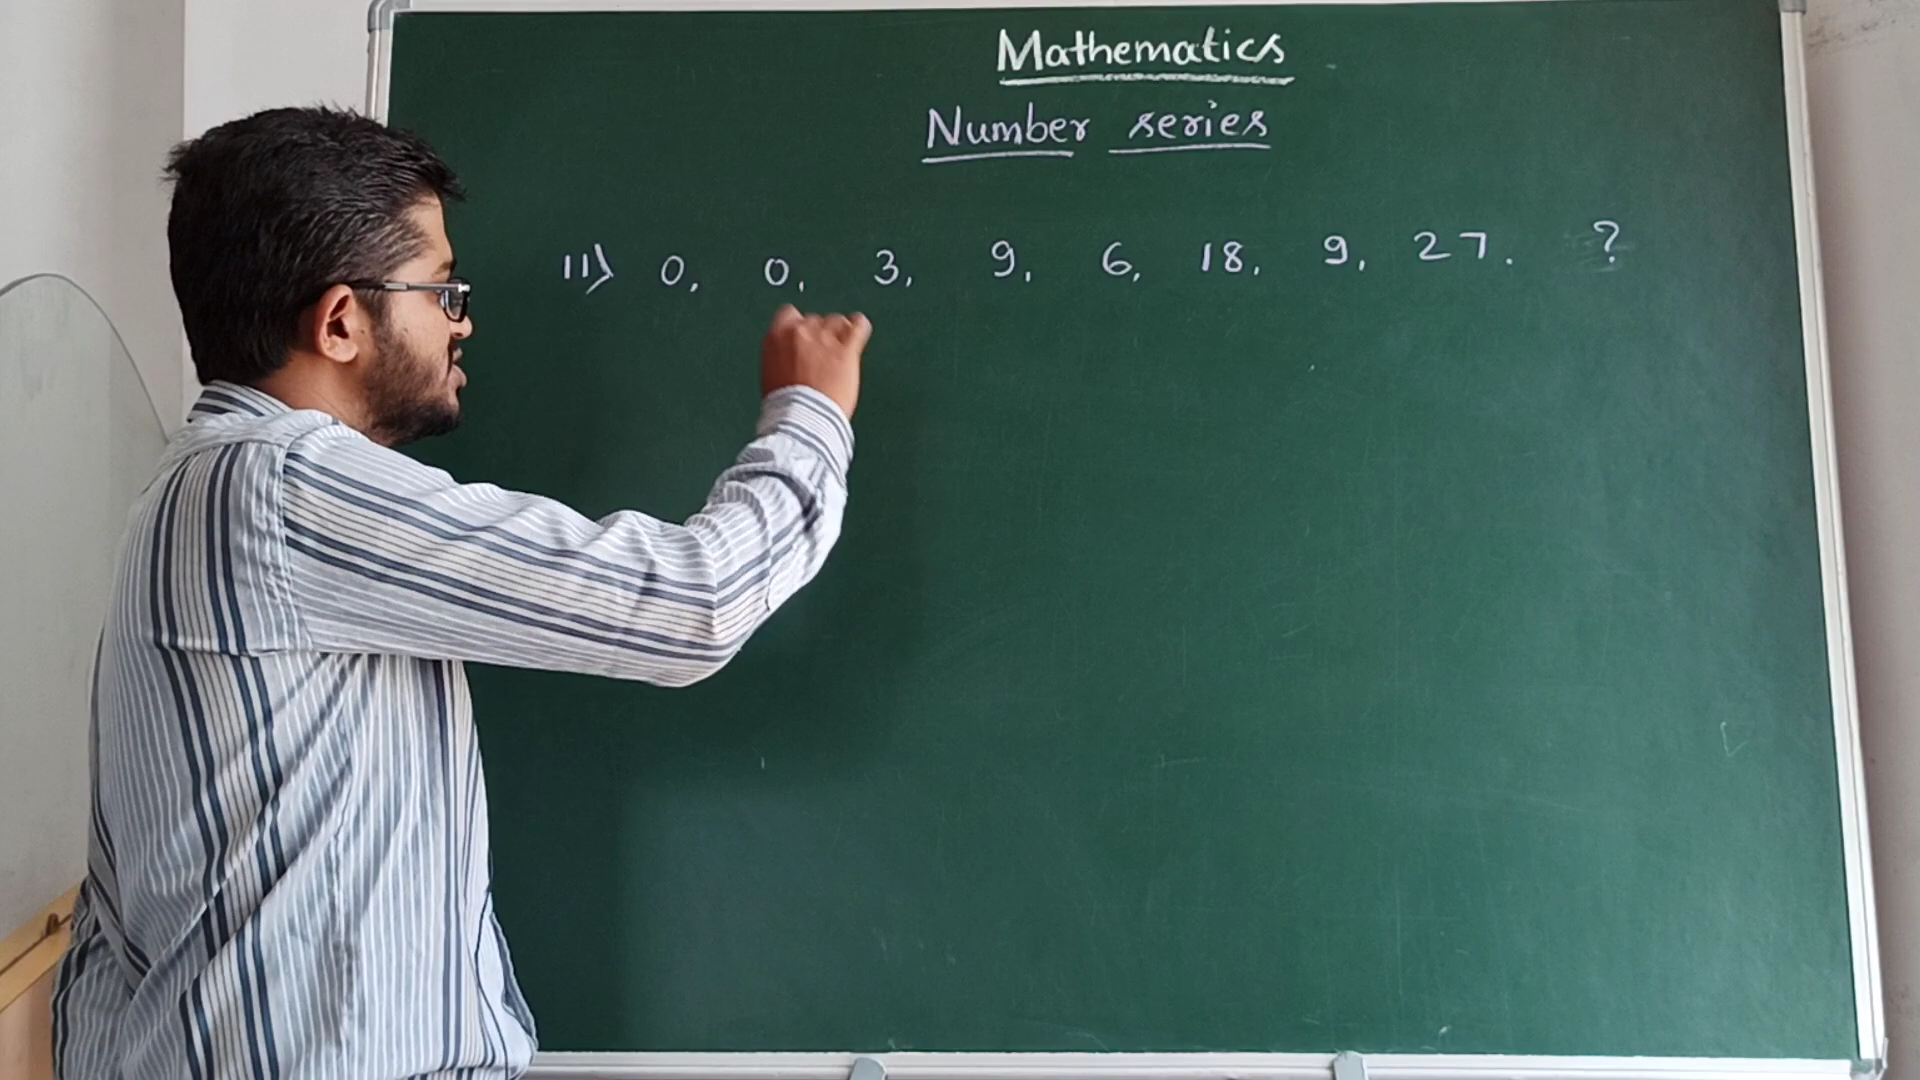 Mathematics
Number series
11) 0, 0, 3, 9, 6, 18, 9, 27. ?